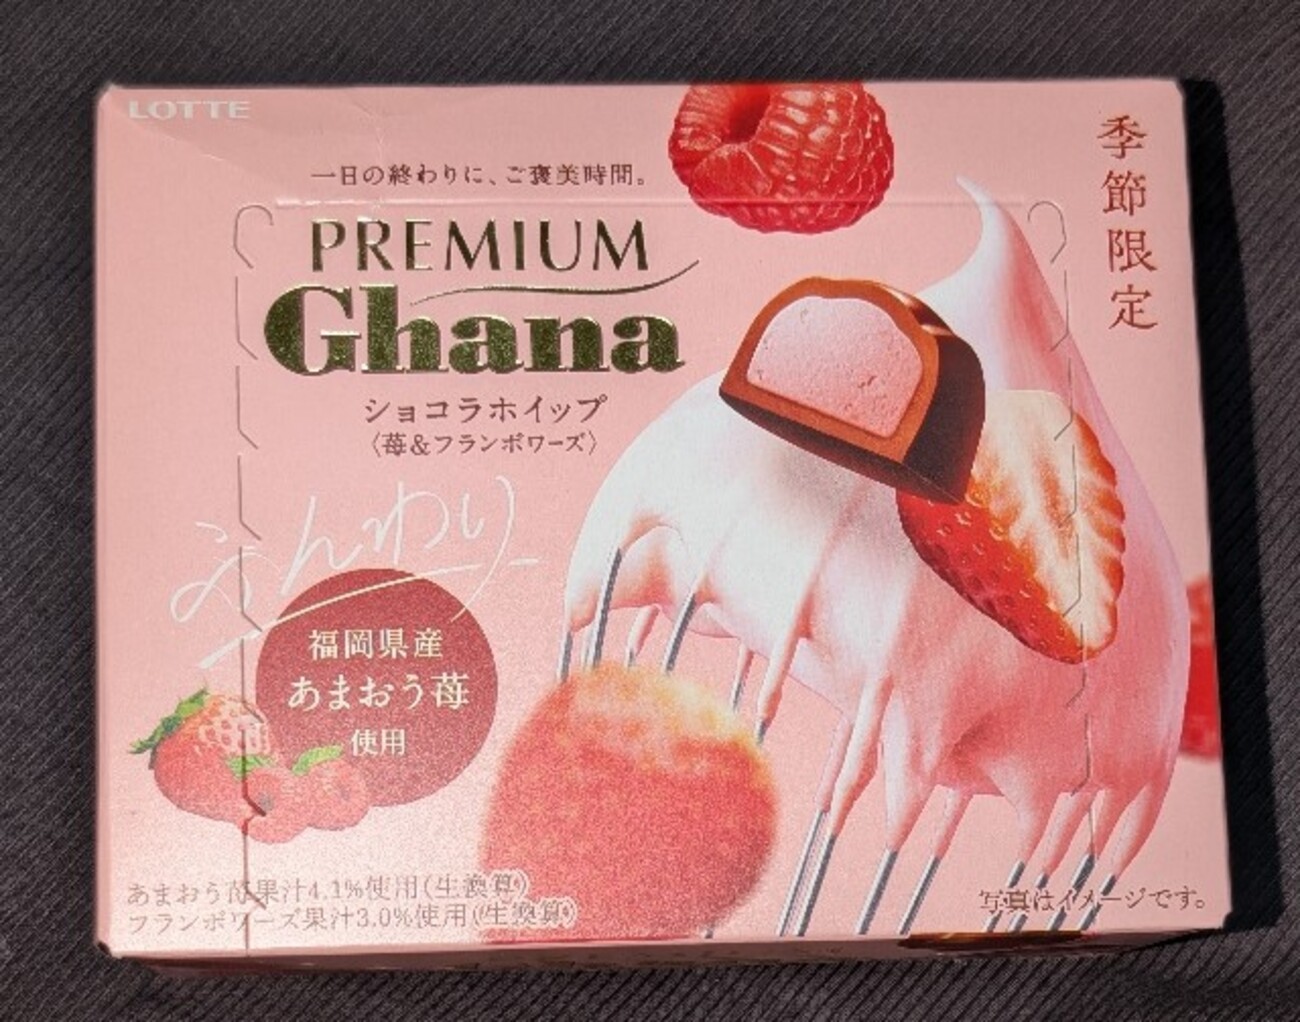 LOTTE
一日の終わりに、ご褒美時間。
PREMIUM
Ghana
ショコラホイップ
〈苺&フランボワーズ〉
季節限定
ふんわり
福岡県産
あまおう苺
使用
あまおう苺果汁4.1%使用(生換算)
フランボワーズ果汁3.0%使用(生換算)
写真はイメージです。